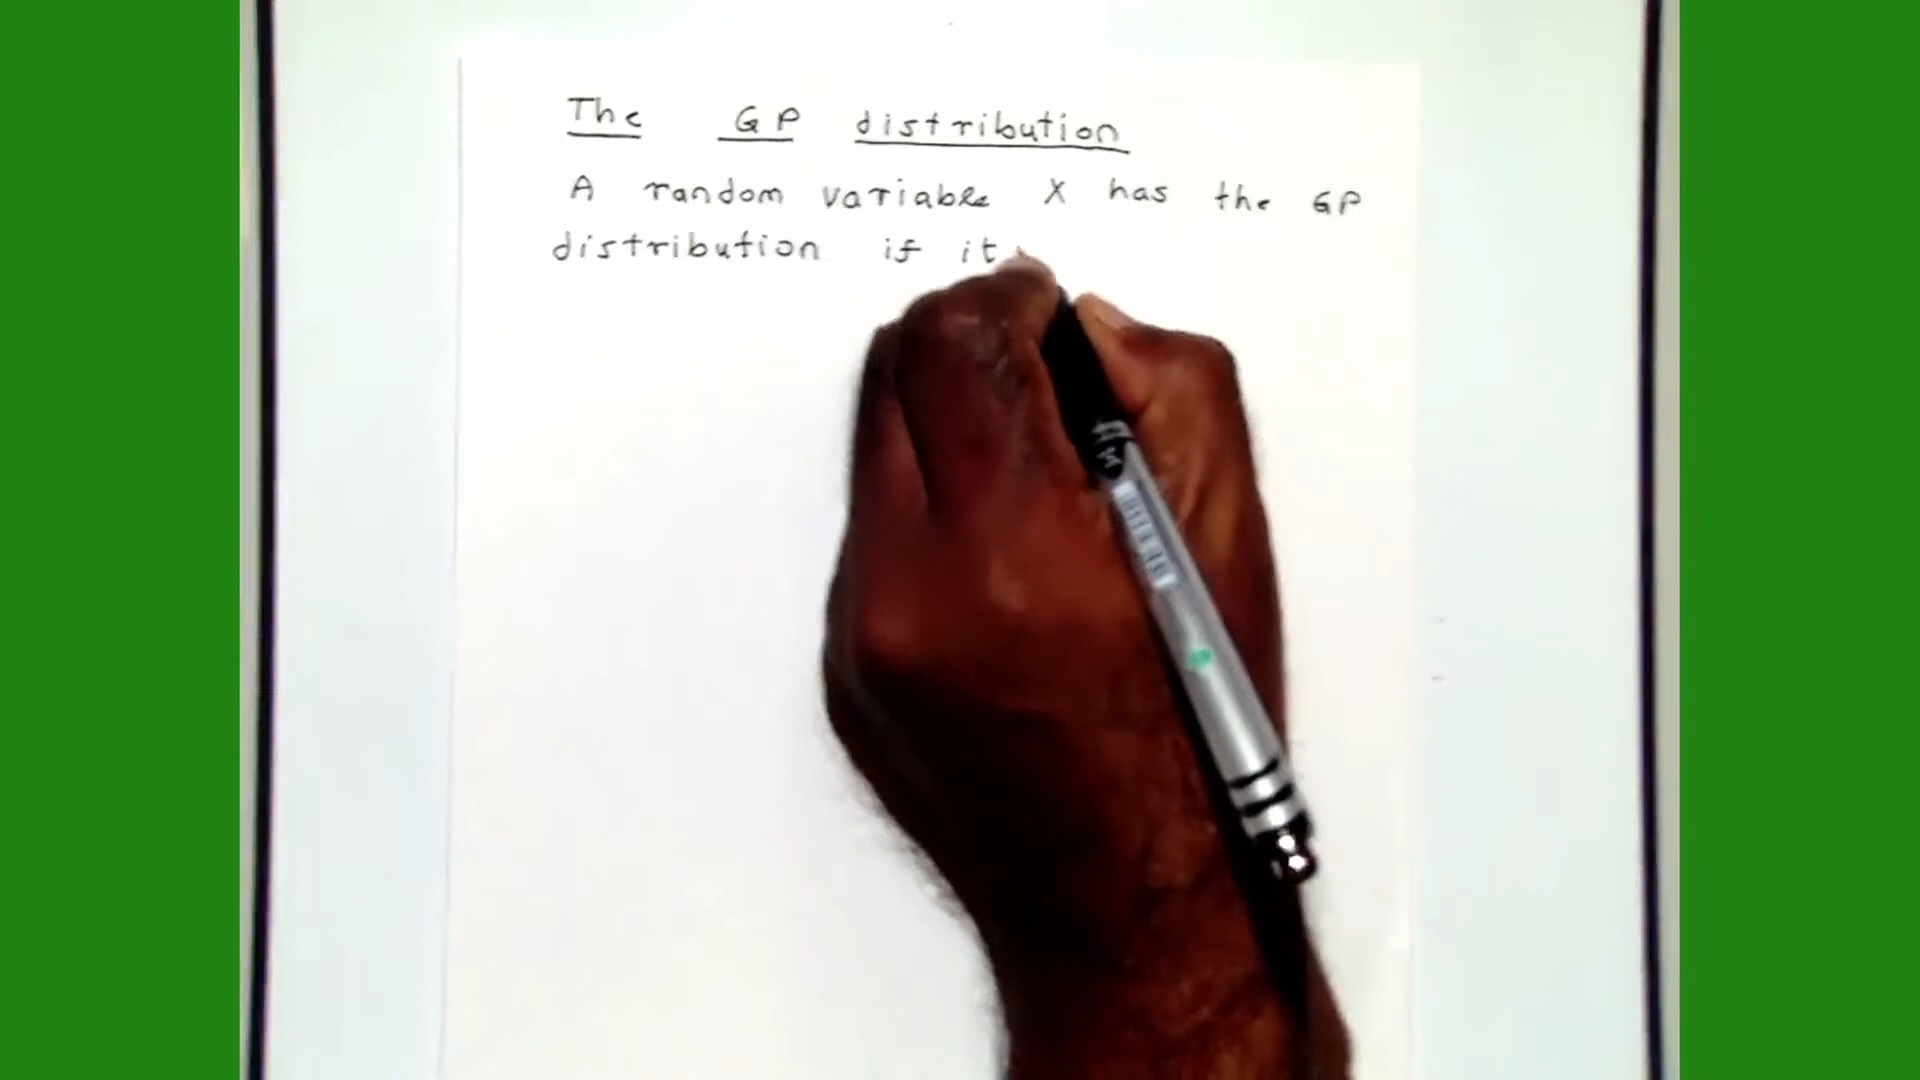 The GP distribution
A random variable X has the GP
distribution if it